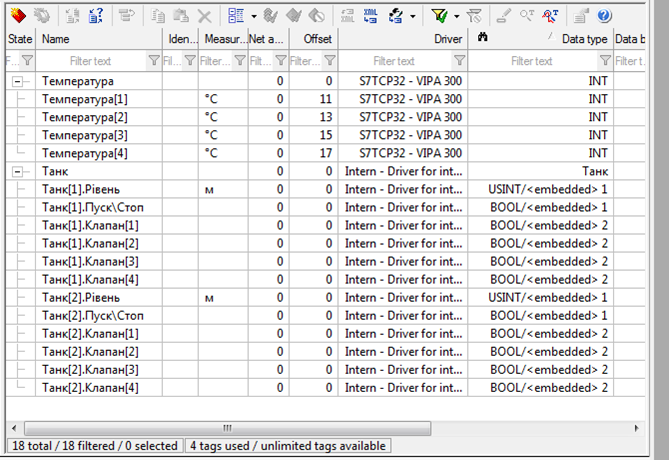 State Name Iden... Measur... Net a... Offset Driver Data type Data b
F... Filter text Fil... Filter... Filt... Filter... Filter text Filter text Filter t
Температура 0 0 S7TCP32 - VIPA 300 INT
Температура[1] °C 0 11 S7TCP32 - VIPA 300 INT
Температура[2] °C 0 13 S7TCP32 - VIPA 300 INT
Температура[3] °C 0 15 S7TCP32 - VIPA 300 INT
Температура[4] °C 0 17 S7TCP32 - VIPA 300 INT
Танк 0 0 Intern - Driver for int... Танк
Танк[1].Рівень м 0 0 Intern - Driver for int... USINT/<embedded> 1
Танк[1].Пуск\Стоп 0 0 Intern - Driver for int... BOOL/<embedded> 1
Танк[1].Клапан[1] 0 0 Intern - Driver for int... BOOL/<embedded> 2
Танк[1].Клапан[2] 0 0 Intern - Driver for int... BOOL/<embedded> 2
Танк[1].Клапан[3] 0 0 Intern - Driver for int... BOOL/<embedded> 2
Танк[1].Клапан[4] 0 0 Intern - Driver for int... BOOL/<embedded> 2
Танк[2].Рівень м 0 0 Intern - Driver for int... USINT/<embedded> 1
Танк[2].Пуск\Стоп 0 0 Intern - Driver for int... BOOL/<embedded> 1
Танк[2].Клапан[1] 0 0 Intern - Driver for int... BOOL/<embedded> 2
Танк[2].Клапан[2] 0 0 Intern - Driver for int... BOOL/<embedded> 2
Танк[2].Клапан[3] 0 0 Intern - Driver for int... BOOL/<embedded> 2
Танк[2].Клапан[4] 0 0 Intern - Driver for int... BOOL/<embedded> 2
18 total / 18 filtered / 0 selected 4 tags used / unlimited tags available